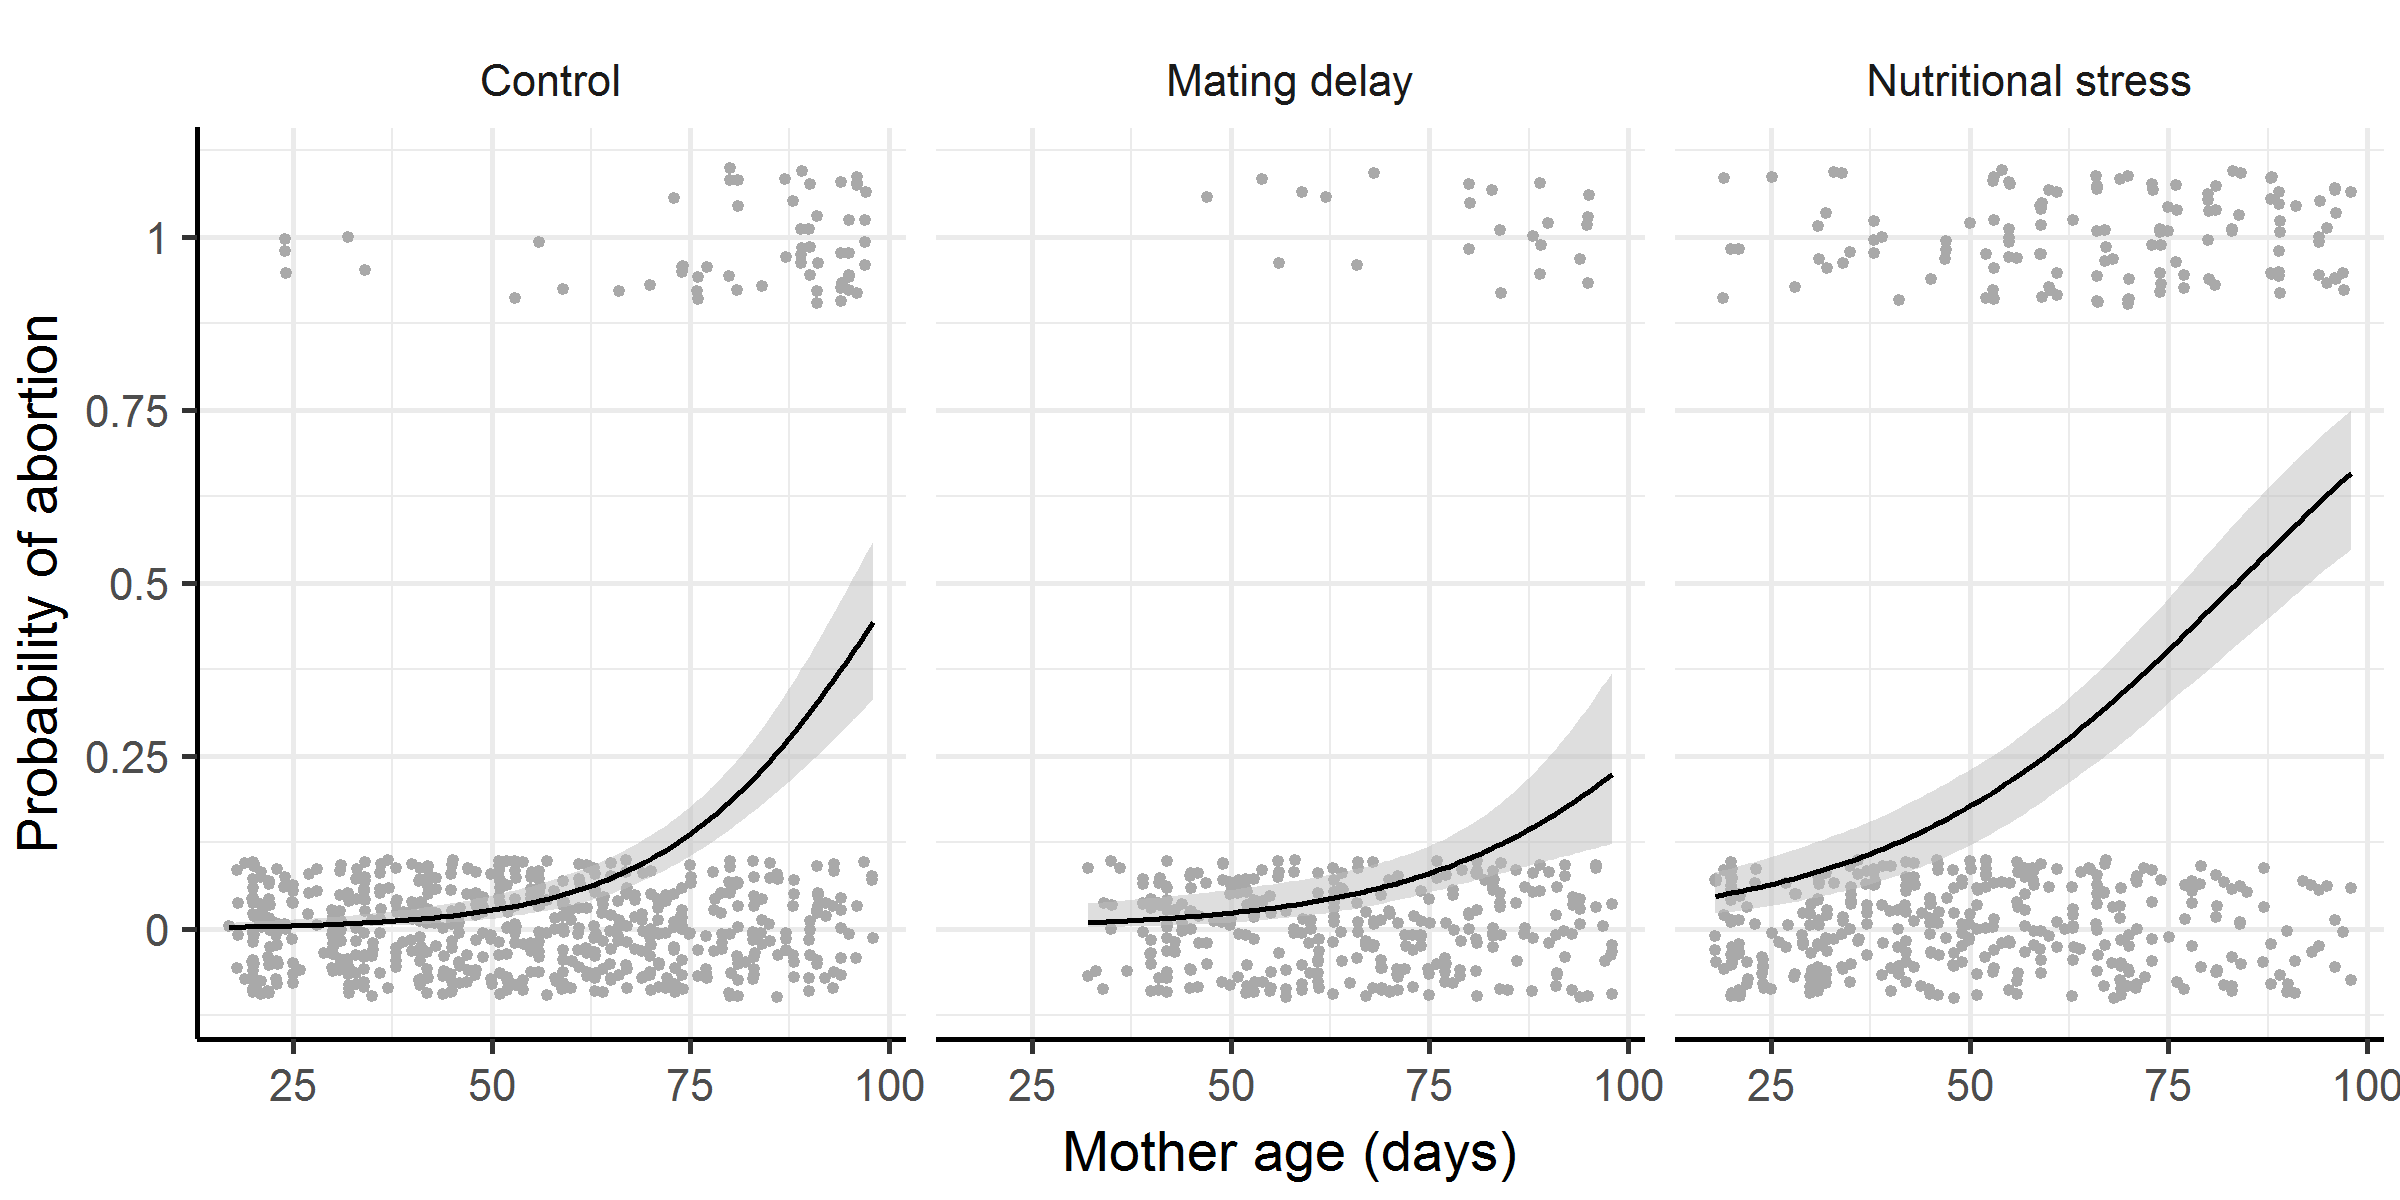 Control
Mating delay
Nutritional stress
Probability of abortion
1
0.75
0.5
0.25
0
25 50 75 100
25 50 75 100
25 50 75 100
Mother age (days)